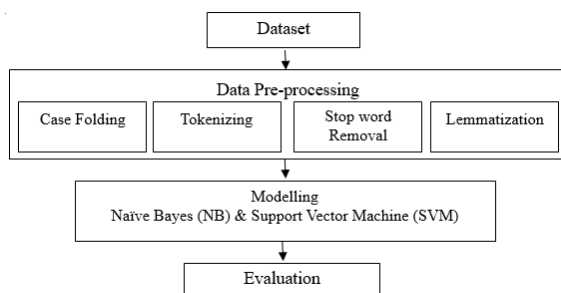 Dataset
Data Pre-processing
Case Folding
Tokenizing
Stop word
Removal
Lemmatization
Modelling
Naïve Bayes (NB) & Support Vector Machine (SVM)
Evaluation